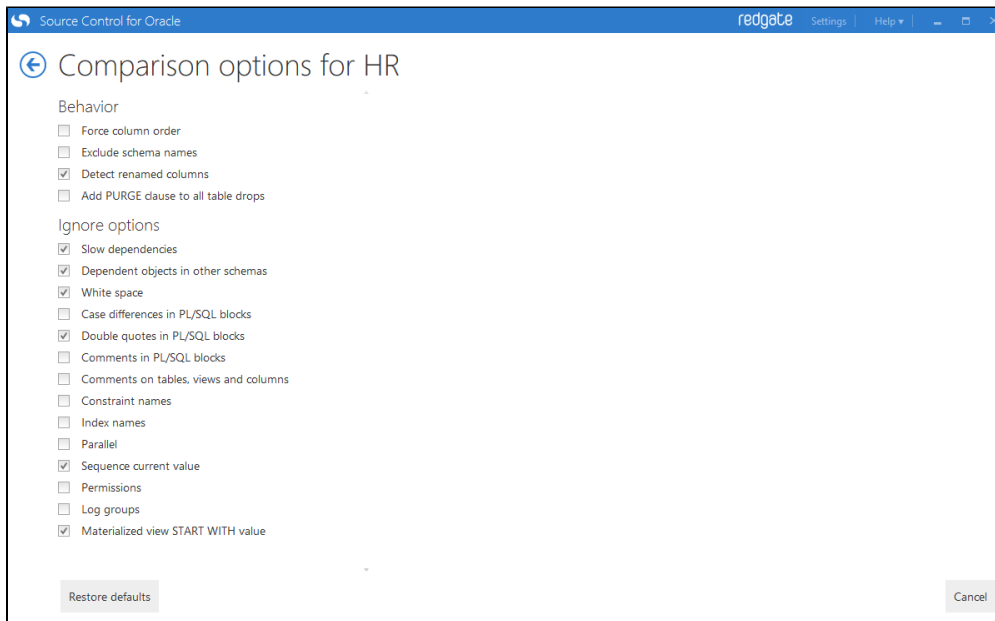 Source Control for Oracle
redgate Settings Help
Comparison options for HR
Behavior
Force column order
Exclude schema names
Detect renamed columns
Add PURGE clause to all table drops
Ignore options
Slow dependencies
Dependent objects in other schemas
White space
Case differences in PL/SQL blocks
Double quotes in PL/SQL blocks
Comments in PL/SQL blocks
Comments on tables, views and columns
Constraint names
Index names
Parallel
Sequence current value
Permissions
Log groups
Materialized view START WITH value
Restore defaults
Cancel